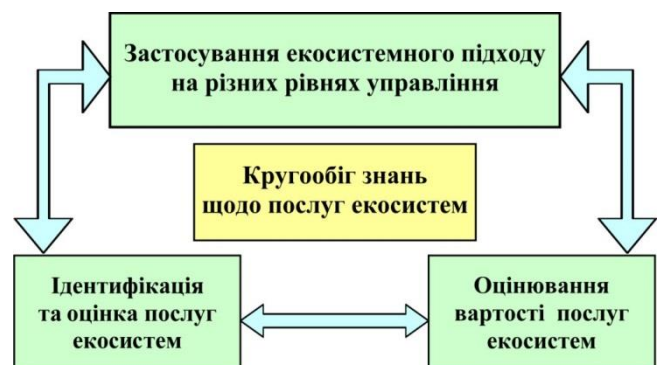 Застосування екосистемного підходу
на різних рівнях управління
Кругообіг знань
щодо послуг екосистем
Ідентифікація
та оцінка послуг
екосистем
Оцінювання
вартості послуг
екосистем